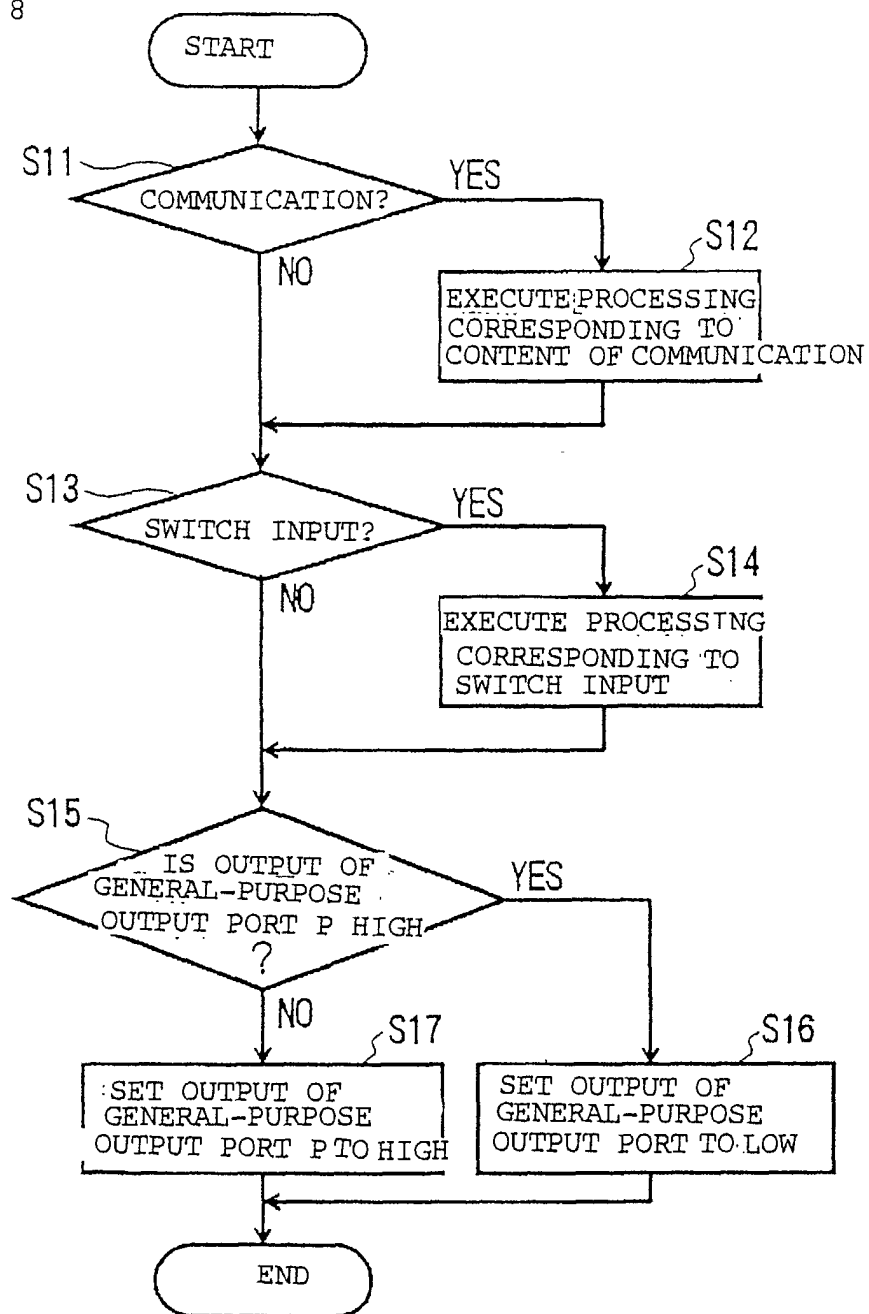 8
START
S11
COMMUNICATION?
YES
NO
S12
EXECUTE PROCESSING
CORRESPONDING TO
CONTENT OF COMMUNICATION
S13
SWITCH INPUT?
YES
NO
S14
EXECUTE PROCESSING
CORRESPONDING TO
SWITCH INPUT
S15
IS OUTPUT OF
GENERAL-PURPOSE
OUTPUT PORT P HIGH
?
YES
NO
S17
SET OUTPUT OF
GENERAL-PURPOSE
OUTPUT PORT P TO HIGH
S16
SET OUTPUT OF
GENERAL-PURPOSE
OUTPUT PORT TO LOW
END